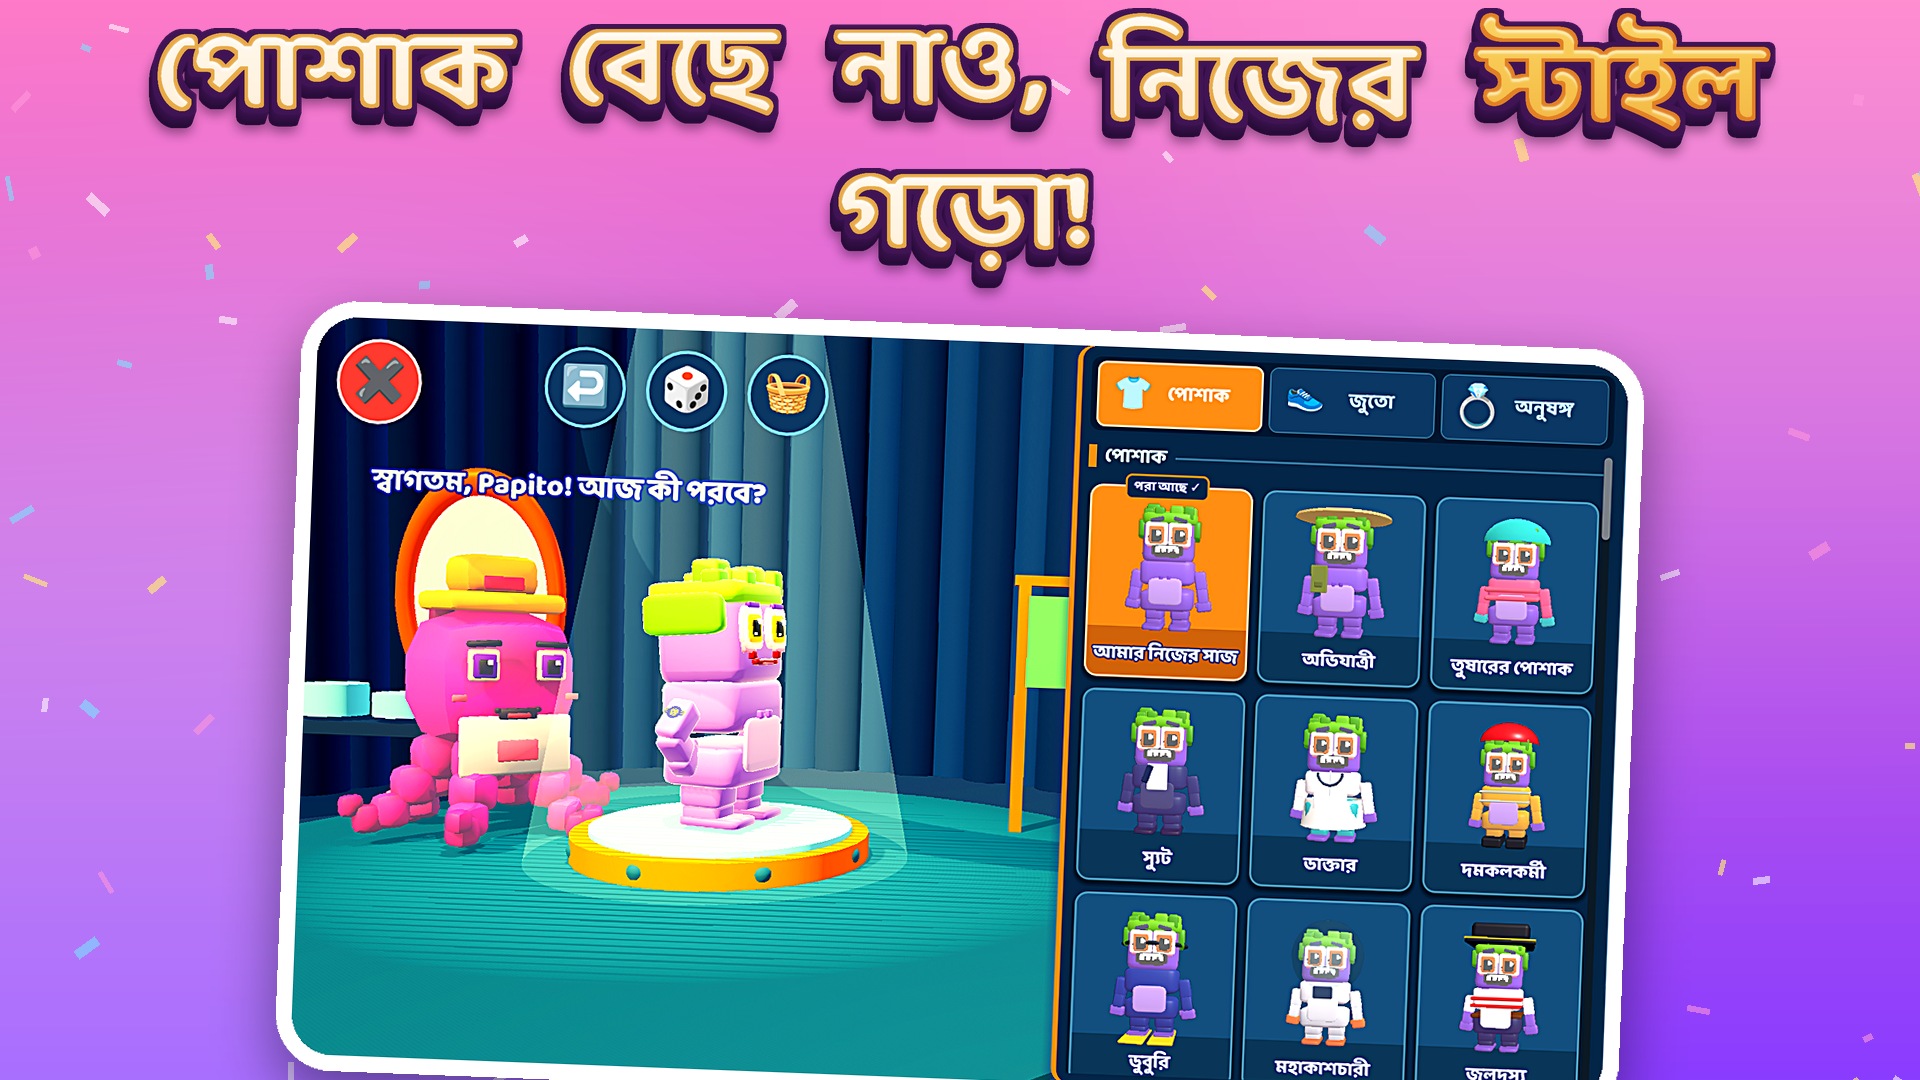 পোশাক বেছে নাও, নিজের স্টাইল
গড়ো!
পোশাক
জুতো
অনুষঙ্গ
স্বাগতম, Papito! আজ কী পরবে?
পোশাক
পরা আছে ✓
আমার নিজের সাজ
অভিযাত্রী
তুষারের পোশাক
স্যুট
ডাক্তার
দমকলকর্মী
ডুবুরি
মহাকাশচারী
জলদস্যু